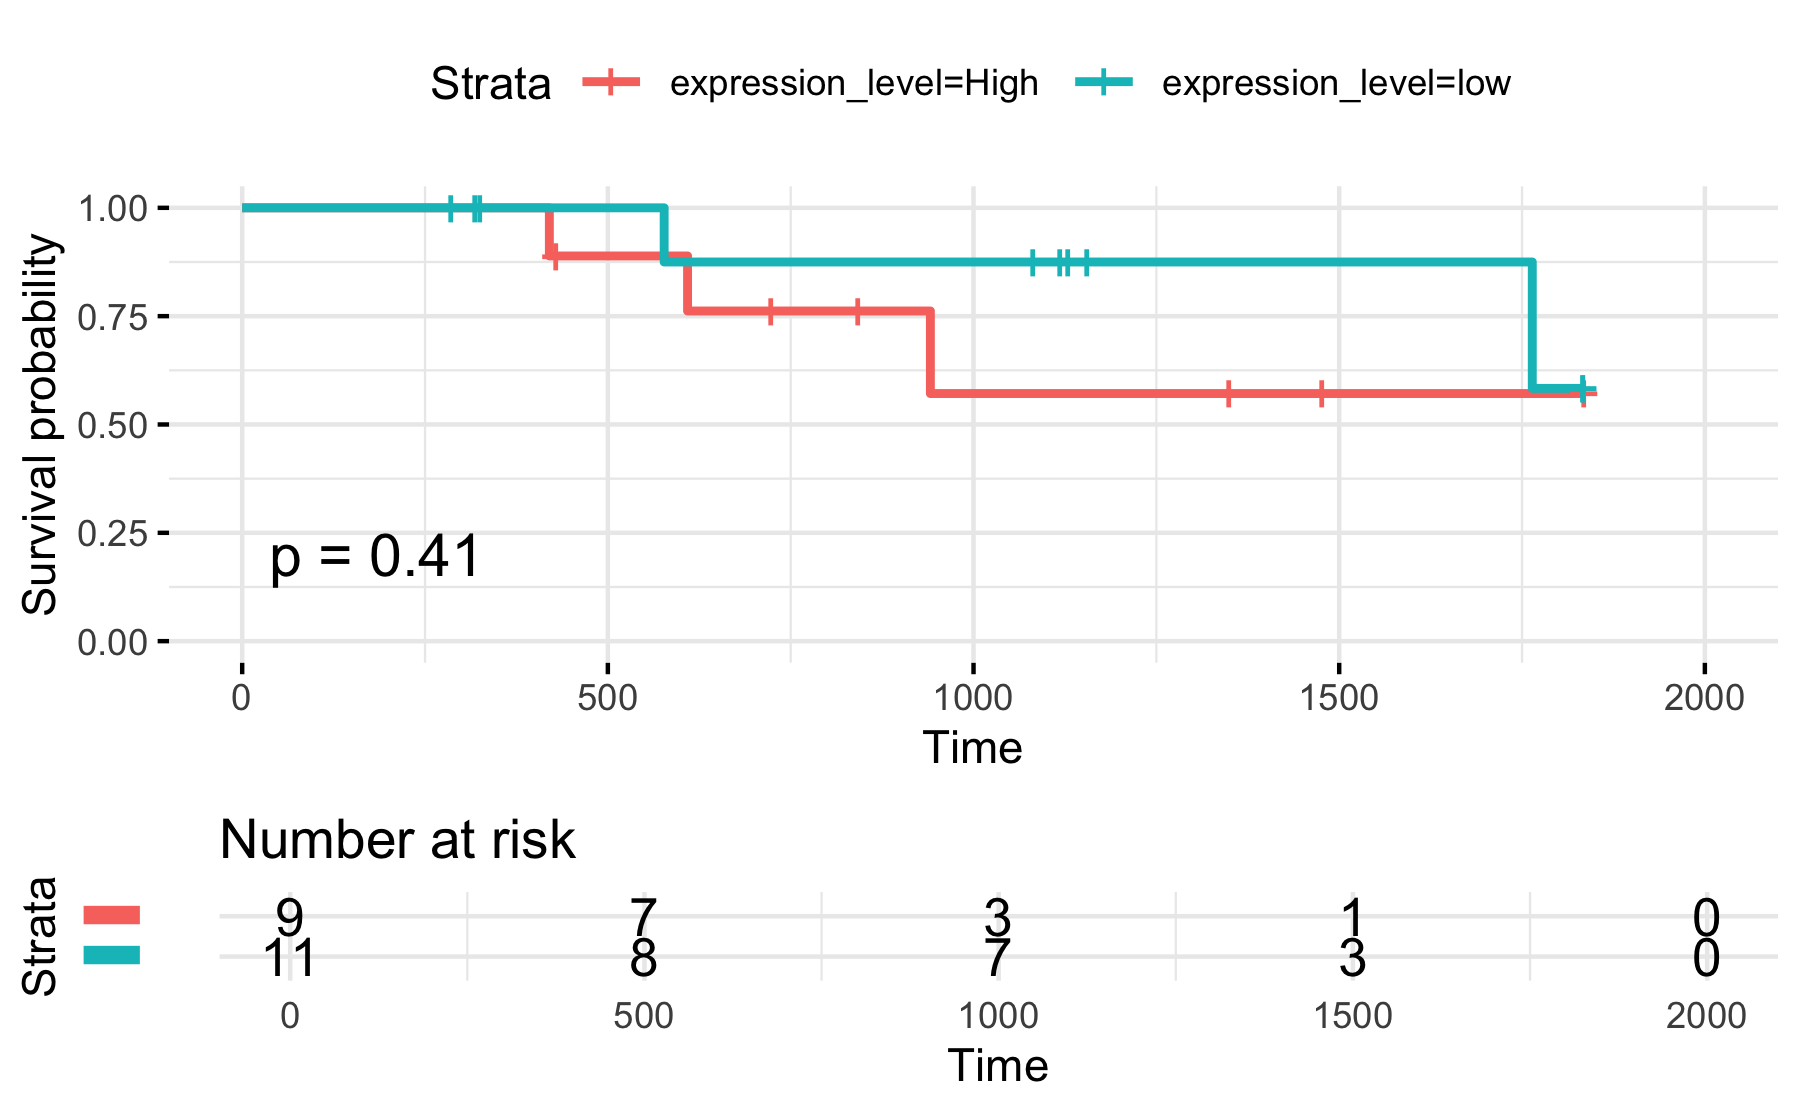 Strata expression_level=High expression_level=low
Survival probability
1.00
0.75
0.50
0.25
0.00
p = 0.41
0 500 1000 1500 2000
Time
Number at risk
Strata
9 7 3 1 0
11 8 7 3 0
0 500 1000 1500 2000
Time